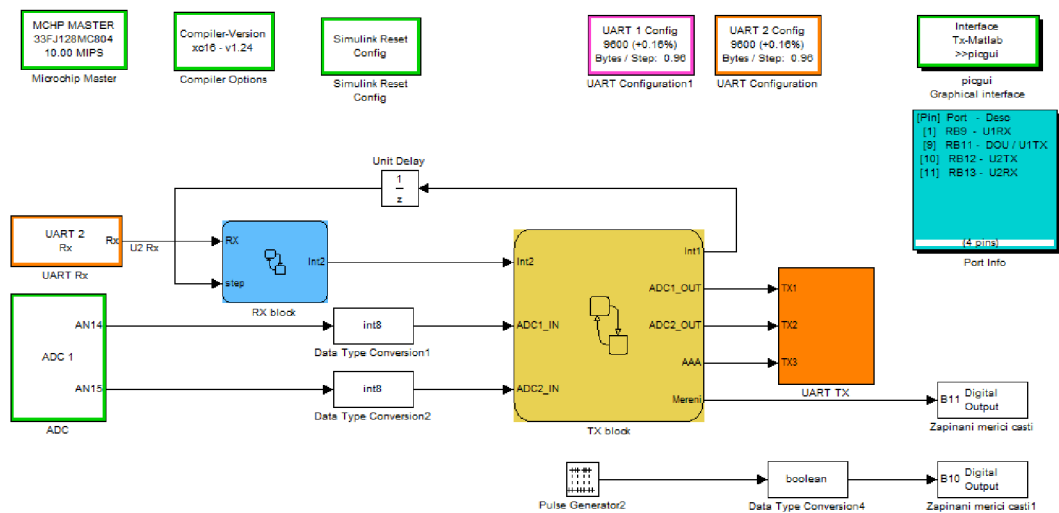 MCHP MASTER
33FJ128MC804
10.00 MIPS
Microchip Master
Compiler-Version
xc16 - v1.24
Compiler Options
Simulink Reset
Config
Simulink Reset
Config
UART 1 Config
9600 (+0.16%)
Bytes / Step: 0.96
UART Configuration1
UART 2 Config
9600 (+0.16%)
Bytes / Step: 0.96
UART Configuration
Interface
Tx-Matlab
>>picgui
picgui
Graphical interface
[Pin] Port - Desc
[1] RB9 - U1RX
[9] RB11 - DOU / U1TX
[10] RB12 - U2TX
[11] RB13 - U2RX
(4 pins)
Port Info
Unit Delay
1
z
UART 2
Rx
Rx
U2 Rx
UART Rx
RX
step
Int2
RX block
ADC 1
AN14
AN15
ADC
int8
Data Type Conversion1
int8
Data Type Conversion2
Int2
ADC1_IN
ADC2_IN
Int1
ADC1_OUT
ADC2_OUT
AAA
Mereni
TX block
TX1
TX2
TX3
UART TX
B11 Digital
Output
Zapinani merici casti
Pulse Generator2
boolean
Data Type Conversion4
B10 Digital
Output
Zapinani merici casti1